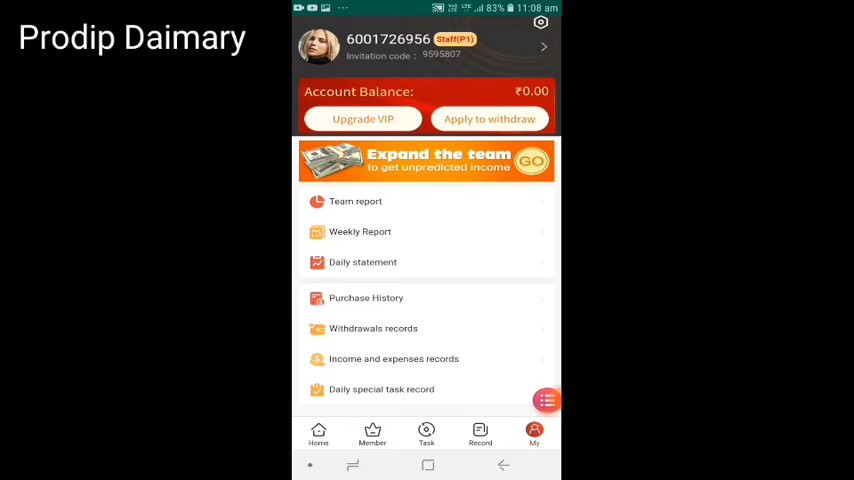 Prodip Daimary
83% 11:08 am
6001726956 Staff(P1)
Invitation code : 9595807
Account Balance: ₹0.00
Upgrade VIP Apply to withdraw
Expand the team
to get unpredicted income GO
Team report
Weekly Report
Daily statement
Purchase History
Withdrawals records
Income and expenses records
Daily special task record
Home Member Task Record My